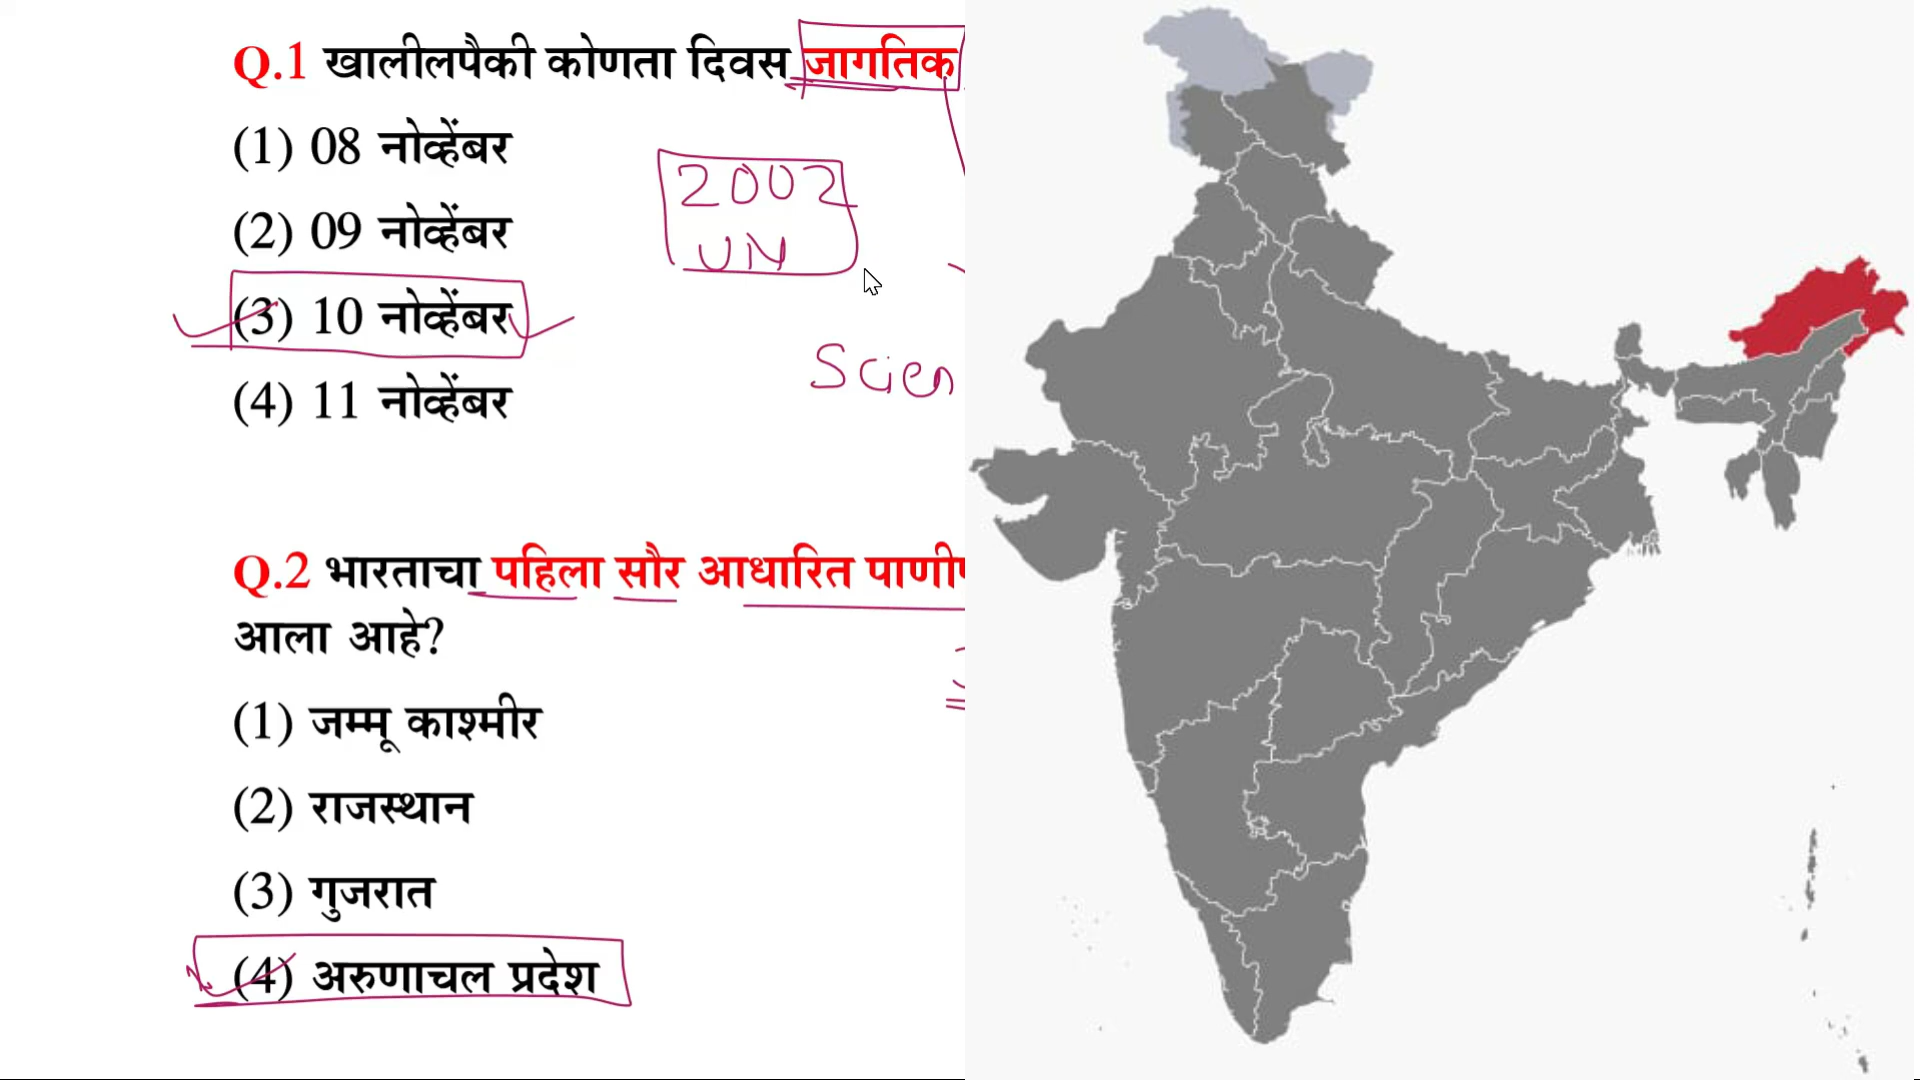 Q.1 खालीलपैकी कोणता दिवस जागतिक
(1) 08 नोव्हेंबर
2002
(2) 09 नोव्हेंबर
UN
(3) 10 नोव्हेंबर
Scien
(4) 11 नोव्हेंबर
Q.2 भारताचा पहिला सौर आधारित
आला आहे?
(1) जम्मू काश्मीर
(2) राजस्थान
(3) गुजरात
(4) अरुणाचल प्रदेश